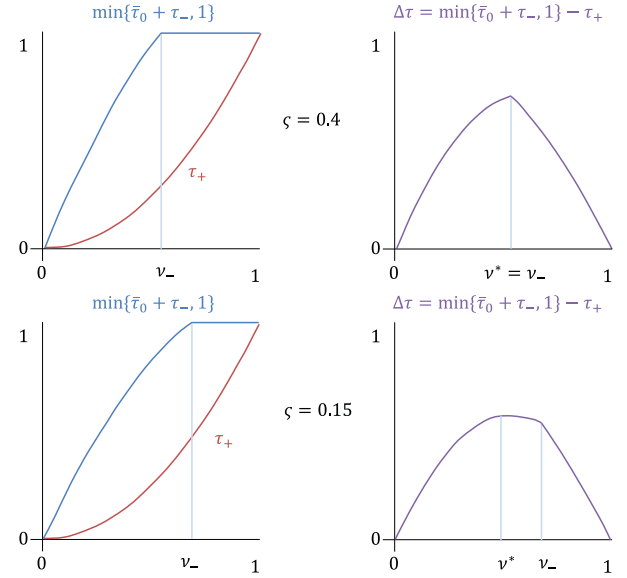 min{τ̄₀ + τ₋, 1}
Δτ = min{τ̄₀ + τ₋, 1} − τ₊
1
1
ς = 0.4
τ₊
0
0
0
ν₋
1
0
ν* = ν₋
1
min{τ̄₀ + τ₋, 1}
Δτ = min{τ̄₀ + τ₋, 1} − τ₊
1
1
ς = 0.15
τ₊
0
0
0
ν₋
1
0
ν*
ν₋
1